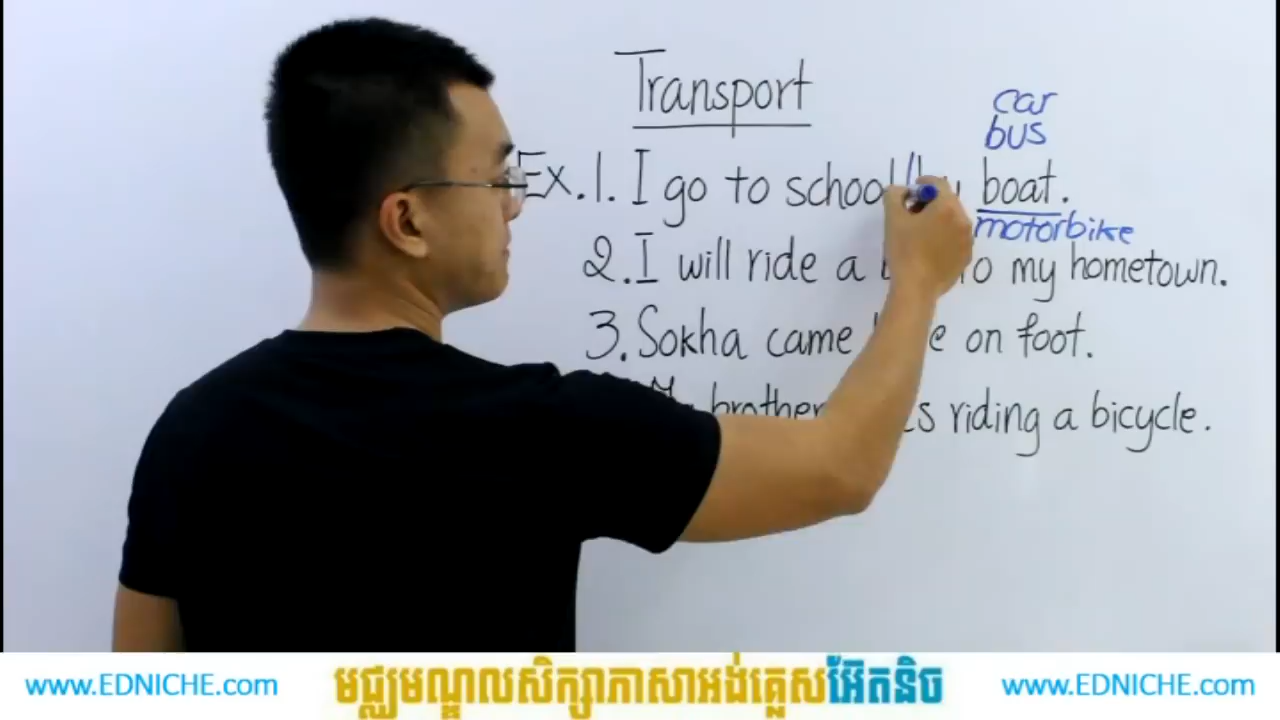 Transport
car
bus
Ex.1. I go to school by boat.
motorbike
2. I will ride a to my hometown.
3. Sokha came on foot.
brother riding a bicycle.
www.EDNICHE.com មជ្ឈមណ្ឌលសិក្សាភាសាអង់គ្លេសអ៊ែតនិច www.EDNICHE.com